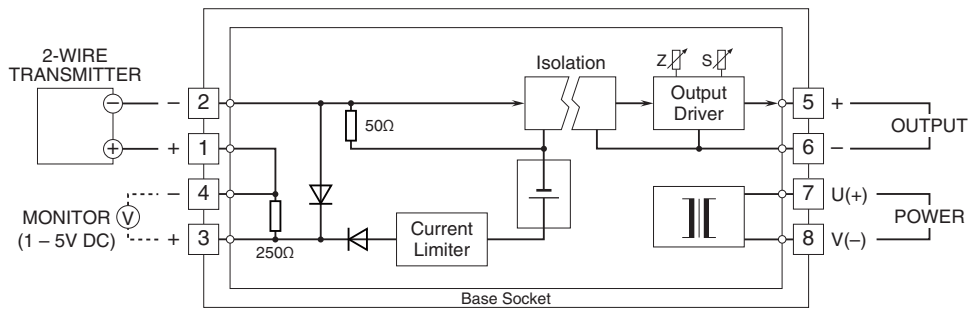 2-WIRE
TRANSMITTER
−
+
− 2
+ 1
− 4
+ 3
MONITOR
(1 – 5V DC)
V
50Ω
250Ω
Current
Limiter
Isolation
Z
S
Output
Driver
5 +
6 −
OUTPUT
7 U(+)
8 V(−)
POWER
Base Socket